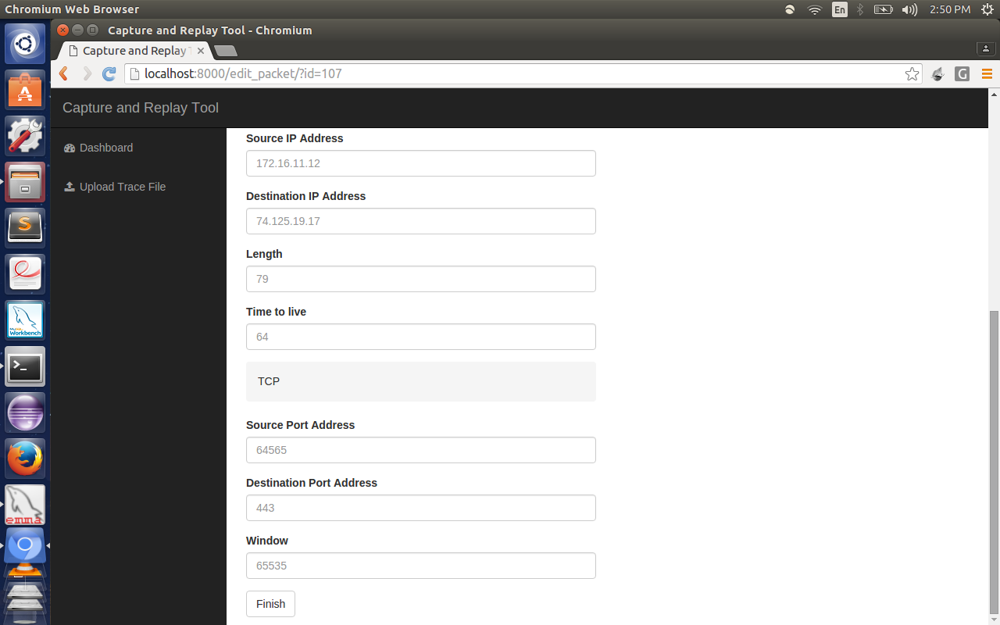 Chromium Web Browser
En
2:50 PM
Capture and Replay Tool - Chromium
Capture and Replay T
localhost:8000/edit_packet/?id=107
G
Capture and Replay Tool
Dashboard
Upload Trace File
Source IP Address
172.16.11.12
Destination IP Address
74.125.19.17
Length
79
Time to live
64
TCP
Source Port Address
64565
Destination Port Address
443
Window
65535
Finish
A
S
Workbench
>_
emma